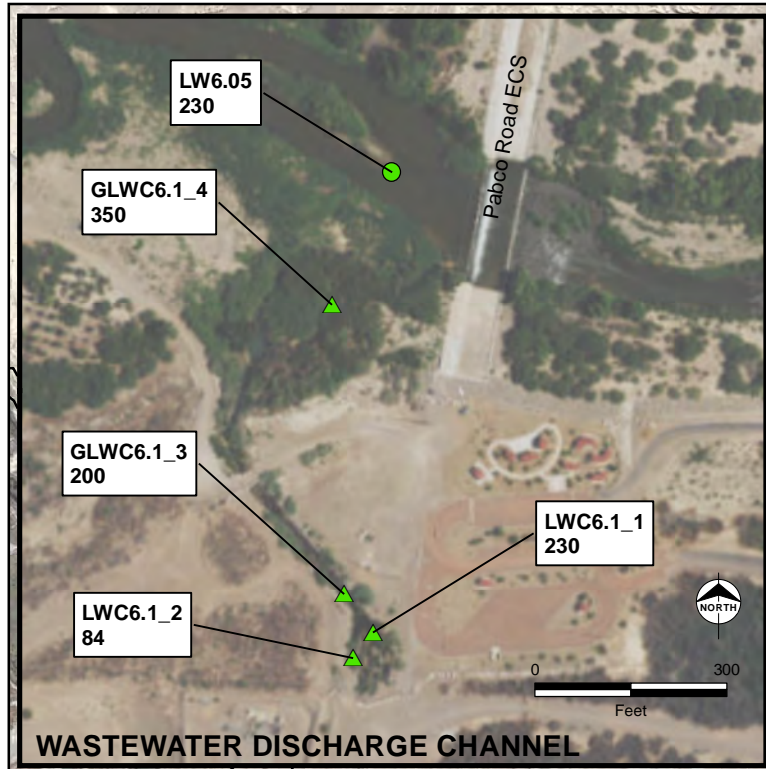 LW6.05
230
Pabco Road ECS
GLWC6.1_4
350
GLWC6.1_3
200
LWC6.1_1
230
LWC6.1_2
84
NORTH
0 300
Feet
WASTEWATER DISCHARGE CHANNEL